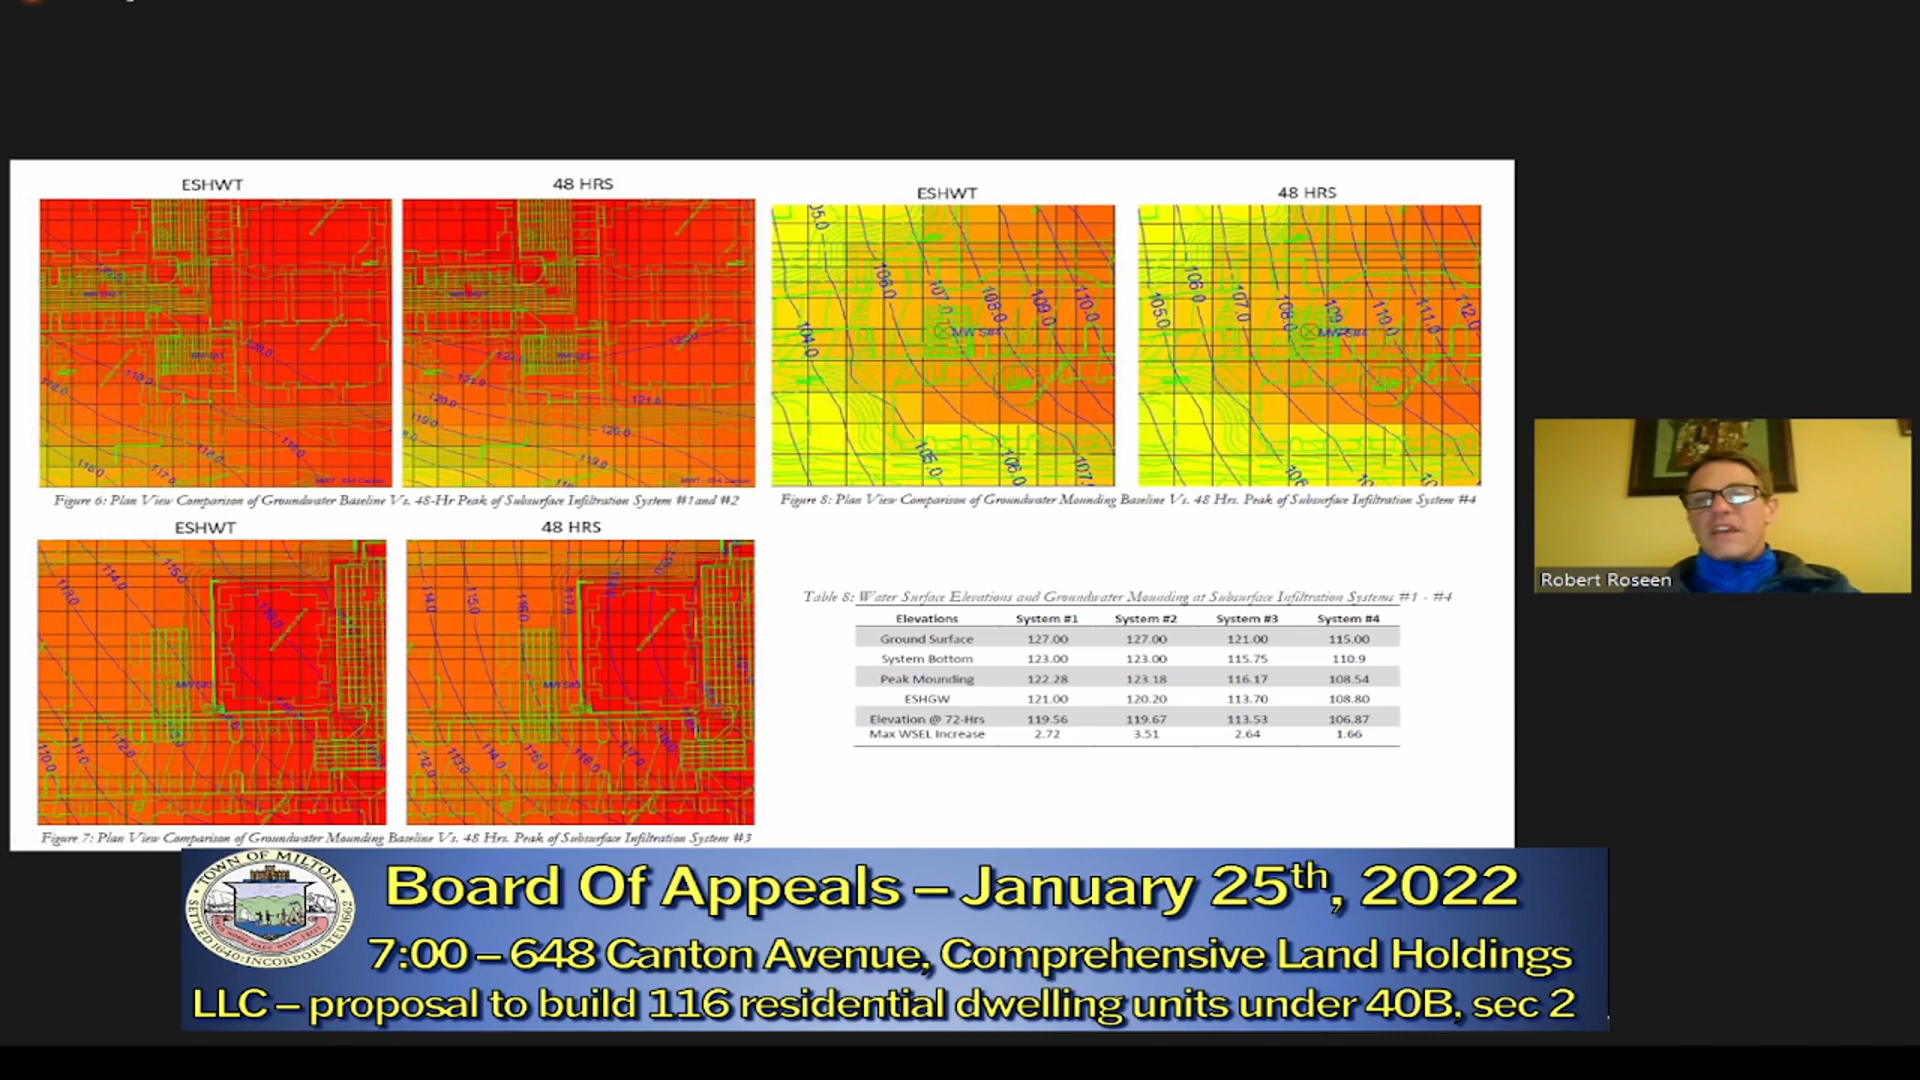 ESHWT
48 HRS
ESHWT
48 HRS
Figure 6: Plan View Comparison of Groundwater Baseline Vs. 48-Hr Peak of Subsurface Infiltration System #1and #2
Figure 8: Plan View Comparison of Groundwater Mounding Baseline Vs. 48 Hrs. Peak of Subsurface Infiltration System #4
ESHWT
48 HRS
Figure 7: Plan View Comparison of Groundwater Mounding Baseline Vs. 48 Hrs. Peak of Subsurface Infiltration System #3
Table 8: Water Surface Elevations and Groundwater Mounding at Subsurface Infiltration Systems #1 - #4
Elevations System #1 System #2 System #3 System #4
Ground Surface 127.00 127.00 121.00 115.00
System Bottom 123.00 123.00 115.75 110.9
Peak Mounding 122.28 123.18 116.17 108.54
ESHGW 121.00 120.20 113.70 108.80
Elevation @ 72-Hrs 119.56 119.67 113.53 106.87
Max WSEL Increase 2.72 3.51 2.64 1.66
Robert Roseen
TOWN OF MILTON
SETTLED 1640: INCORPORATED 1662
Board Of Appeals – January 25th, 2022
7:00 – 648 Canton Avenue, Comprehensive Land Holdings
LLC – proposal to build 116 residential dwelling units under 40B, sec 2